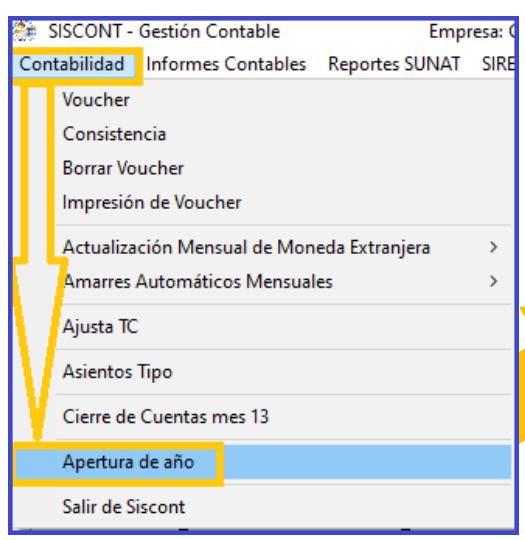 SISCONT - Gestión Contable Empresa:
Contabilidad Informes Contables Reportes SUNAT SIRE
Voucher
Consistencia
Borrar Voucher
Impresión de Voucher
Actualización Mensual de Moneda Extranjera
Amarres Automáticos Mensuales
Ajusta TC
Asientos Tipo
Cierre de Cuentas mes 13
Apertura de año
Salir de Siscont